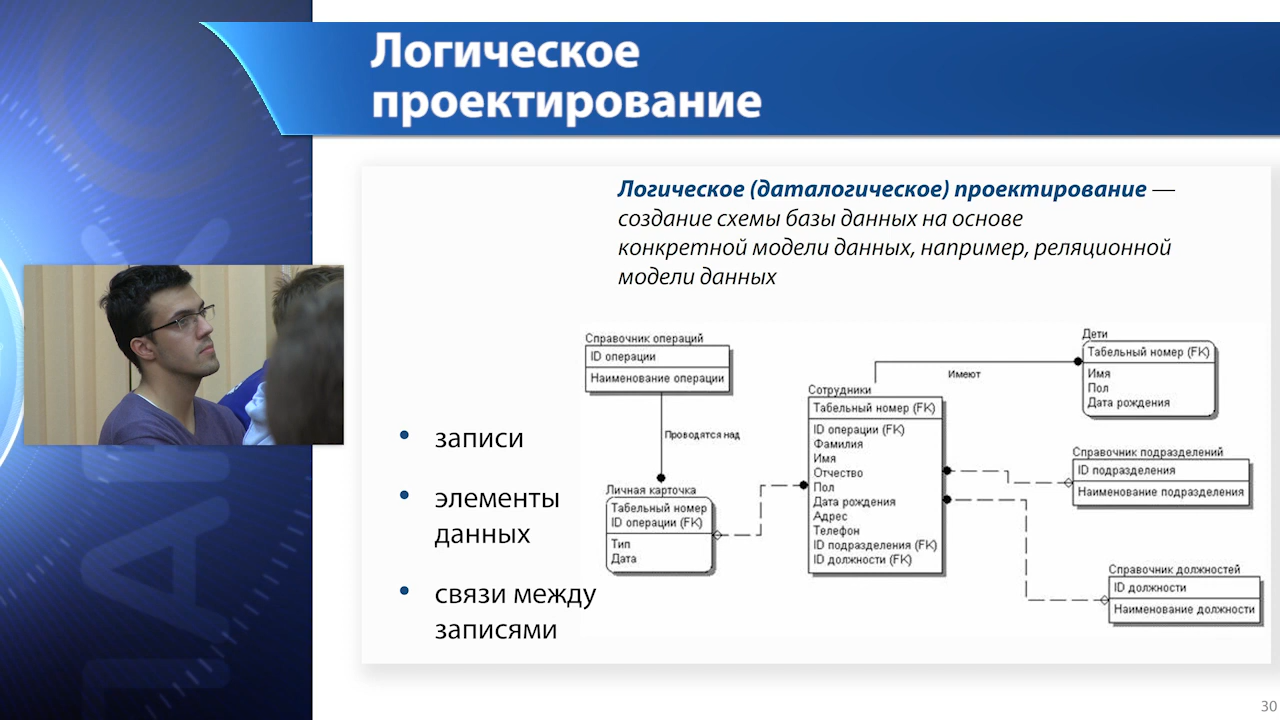 Логическое
проектирование
Логическое (даталогическое) проектирование —
создание схемы базы данных на основе
конкретной модели данных, например, реляционной
модели данных
• записи
• элементы
данных
• связи между
записями
Справочник операций
ID операции
Наименование операции
Проводятся над
Личная карточка
Табельный номер
ID операции (FK)
Тип
Дата
Сотрудники
Табельный номер (FK)
ID операции (FK)
Фамилия
Имя
Отчество
Пол
Дата рождения
Адрес
Телефон
ID подразделения (FK)
ID должности (FK)
Имеют
Дети
Табельный номер (FK)
Имя
Пол
Дата рождения
Справочник подразделений
ID подразделения
Наименование подразделения
Справочник должностей
ID должности
Наименование должности
30